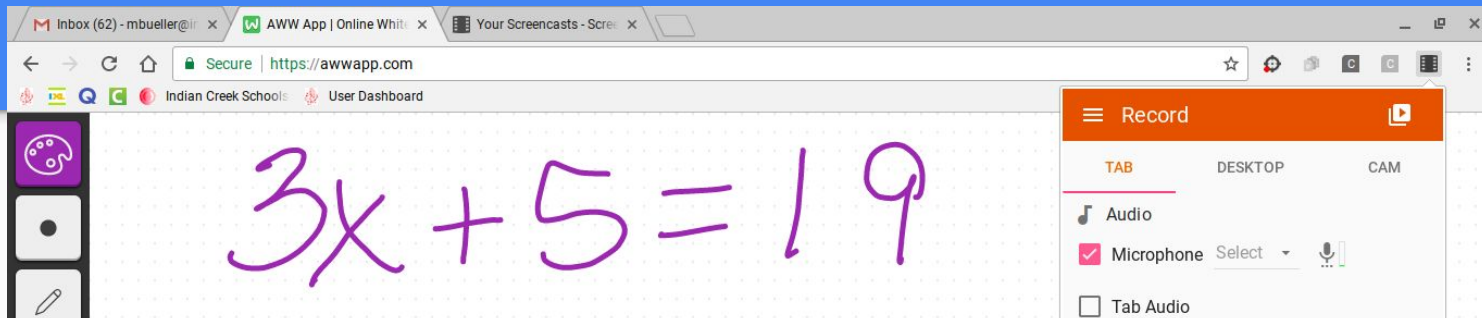 Inbox (62) - mbueller@i
AWW App | Online White
Your Screencasts - Scree
Secure | https://awwapp.com
C C
Q C Indian Creek Schools User Dashboard
Record
TAB DESKTOP CAM
3x+5=19
Audio
Microphone Select
Tab Audio